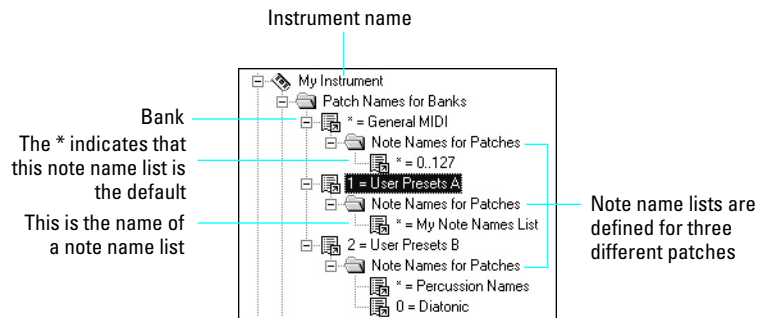 Instrument name
My Instrument
Patch Names for Banks
Bank
* = General MIDI
Note Names for Patches
The * indicates that
this note name list is
the default
* = 0..127
1 = User Presets A
Note Names for Patches
This is the name of
a note name list
* = My Note Names List
2 = User Presets B
Note Names for Patches
* = Percussion Names
0 = Diatonic
Note name lists are
defined for three
different patches